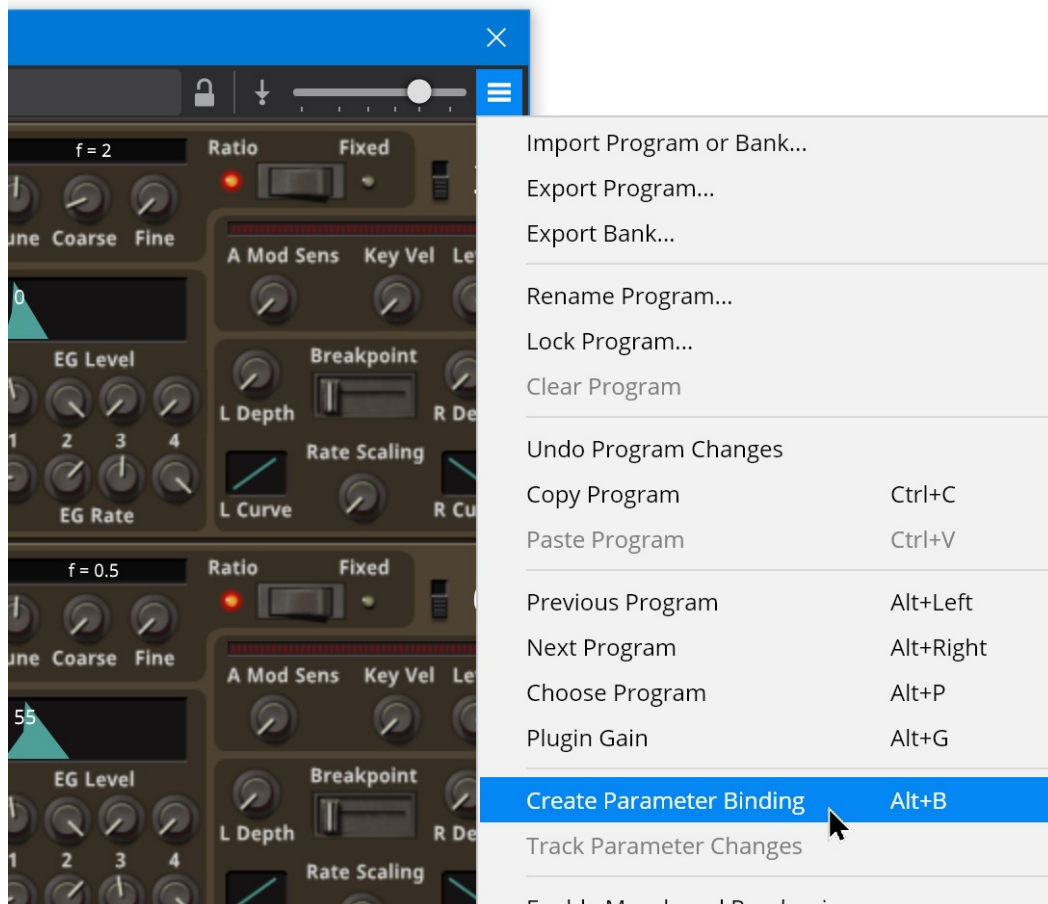 f = 2
Ratio Fixed
Coarse Fine
A Mod Sens Key Vel
0
EG Level
Breakpoint
L Depth
1 2 3 4
Rate Scaling
EG Rate
L Curve
f = 0.5
Ratio Fixed
Coarse Fine
A Mod Sens Key Vel
55
EG Level
Breakpoint
L Depth
1 2 3 4
Rate Scaling
Import Program or Bank...
Export Program...
Export Bank...
Rename Program...
Lock Program...
Clear Program
Undo Program Changes
Copy Program Ctrl+C
Paste Program Ctrl+V
Previous Program Alt+Left
Next Program Alt+Right
Choose Program Alt+P
Plugin Gain Alt+G
Create Parameter Binding Alt+B
Track Parameter Changes